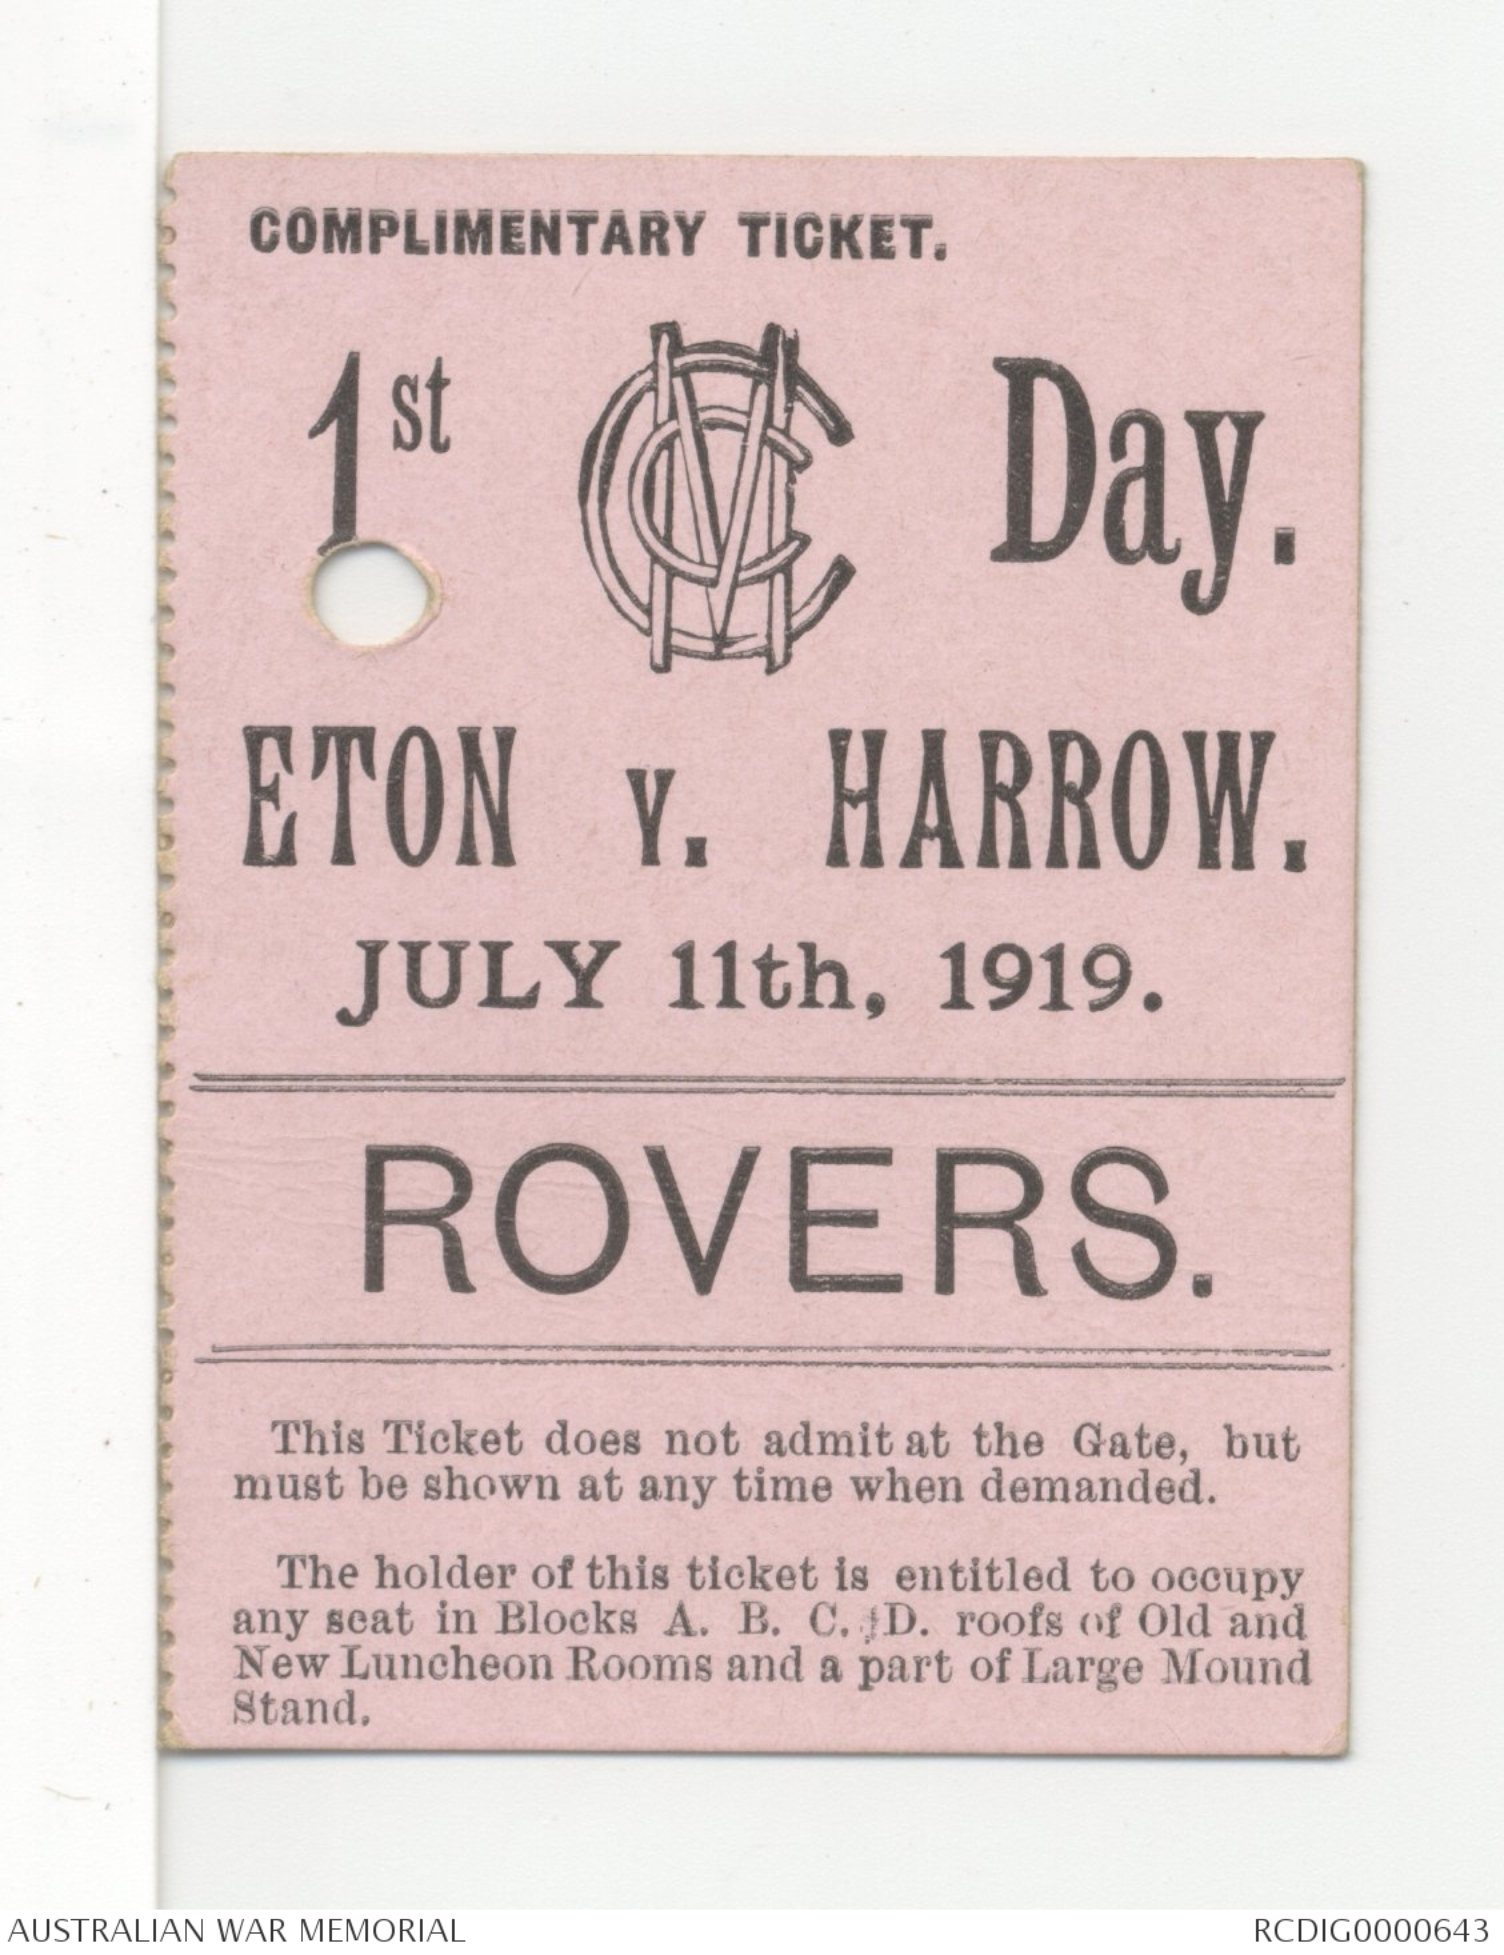 COMPLIMENTARY TICKET.
1st MCC Day.
ETON v. HARROW.
JULY 11th, 1919.
ROVERS.
This Ticket does not admit at the Gate, but
must be shown at any time when demanded.
The holder of this ticket is entitled to occupy
any seat in Blocks A. B. C. D. roofs of Old and
New Luncheon Rooms and a part of Large Mound
Stand.
AUSTRALIAN WAR MEMORIAL
RCDIG0000643